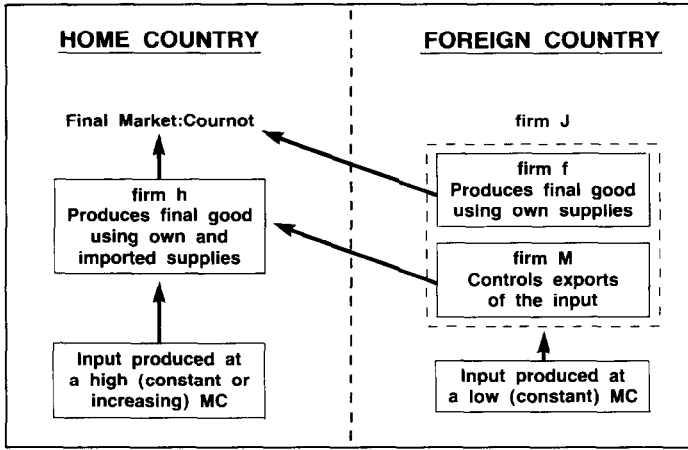 HOME COUNTRY
Final Market:Cournot
firm h
Produces final good
using own and
imported supplies
Input produced at
a high (constant or
increasing) MC
FOREIGN COUNTRY
firm J
firm f
Produces final good
using own supplies
firm M
Controls exports
of the input
Input produced at
a low (constant) MC